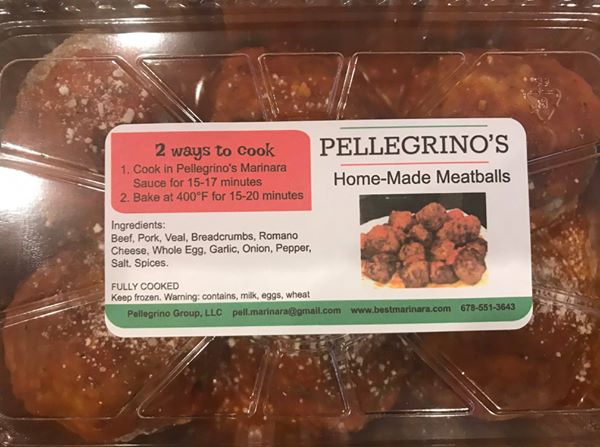 2 ways to cook
1. Cook in Pellegrino's Marinara
Sauce for 15-17 minutes
2. Bake at 400°F for 15-20 minutes
PELLEGRINO'S
Home-Made Meatballs
Ingredients:
Beef, Pork, Veal, Breadcrumbs, Romano
Cheese, Whole Egg, Garlic, Onion, Pepper,
Salt, Spices.
FULLY COOKED
Keep frozen. Warning: contains, milk, eggs, wheat
Pellegrino Group, LLC pell.marinara@gmail.com www.bestmarinara.com 678-551-3643